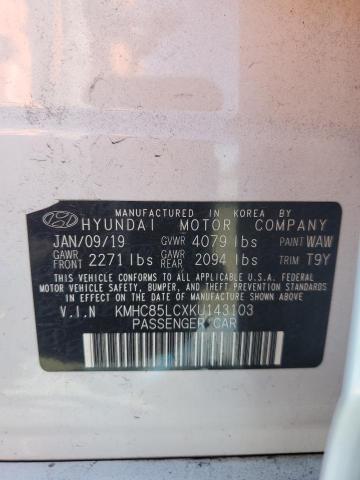 MANUFACTURED IN KOREA BY
HYUNDAI MOTOR COMPANY
JAN/09/19 GVWR 4079 lbs PAINT WAW
GAWR FRONT 2271 lbs GAWR REAR 2094 lbs TRIM T9Y
THIS VEHICLE CONFORMS TO ALL APPLICABLE U.S.A. FEDERAL
MOTOR VEHICLE SAFETY, BUMPER, AND THEFT PREVENTION
STANDARDS IN EFFECT ON THE DATE OF MANUFACTURE SHOWN ABOVE.
V.I.N KMHC85LCXKU143103
PASSENGER CAR